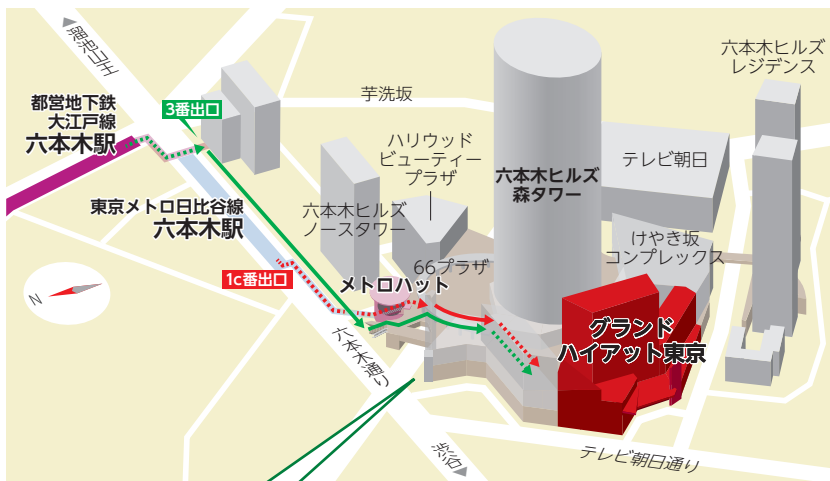 溜池山王
都営地下鉄
大江戸線
六本木駅
3番出口
芋洗坂
六本木ヒルズ
レジデンス
ハリウッド
ビューティー
プラザ
六本木ヒルズ
森タワー
テレビ朝日
東京メトロ日比谷線
六本木駅
六本木ヒルズ
ノースタワー
けやき坂
コンプレックス
66プラザ
1c番出口
メトロハット
N
グランド
ハイアット東京
六本木通り
渋谷
テレビ朝日通り